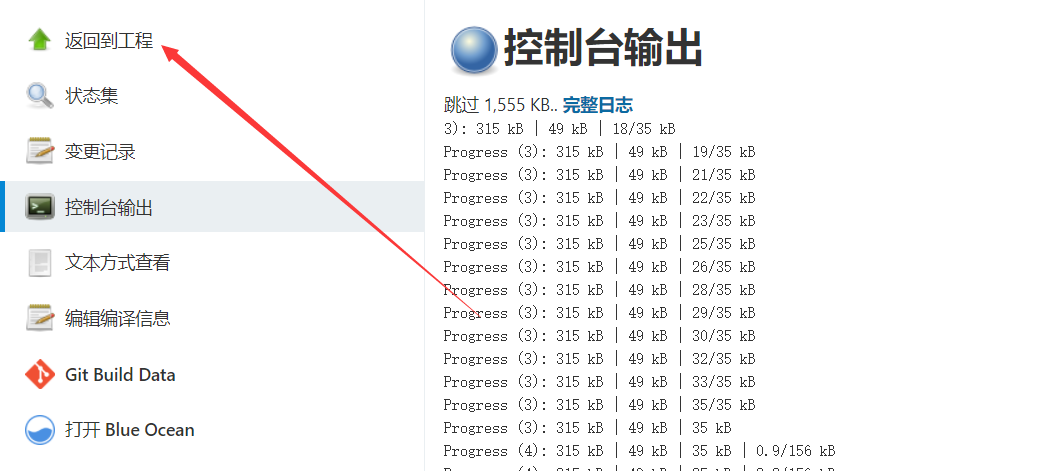 返回到工程
状态集
变更记录
控制台输出
文本方式查看
编辑编译信息
Git Build Data
打开 Blue Ocean
控制台输出
跳过 1,555 KB.. 完整日志
3): 315 kB | 49 kB | 18/35 kB
Progress (3): 315 kB | 49 kB | 19/35 kB
Progress (3): 315 kB | 49 kB | 21/35 kB
Progress (3): 315 kB | 49 kB | 22/35 kB
Progress (3): 315 kB | 49 kB | 23/35 kB
Progress (3): 315 kB | 49 kB | 25/35 kB
Progress (3): 315 kB | 49 kB | 26/35 kB
Progress (3): 315 kB | 49 kB | 28/35 kB
Progress (3): 315 kB | 49 kB | 29/35 kB
Progress (3): 315 kB | 49 kB | 30/35 kB
Progress (3): 315 kB | 49 kB | 32/35 kB
Progress (3): 315 kB | 49 kB | 33/35 kB
Progress (3): 315 kB | 49 kB | 35/35 kB
Progress (3): 315 kB | 49 kB | 35 kB
Progress (4): 315 kB | 49 kB | 35 kB | 0.9/156 kB